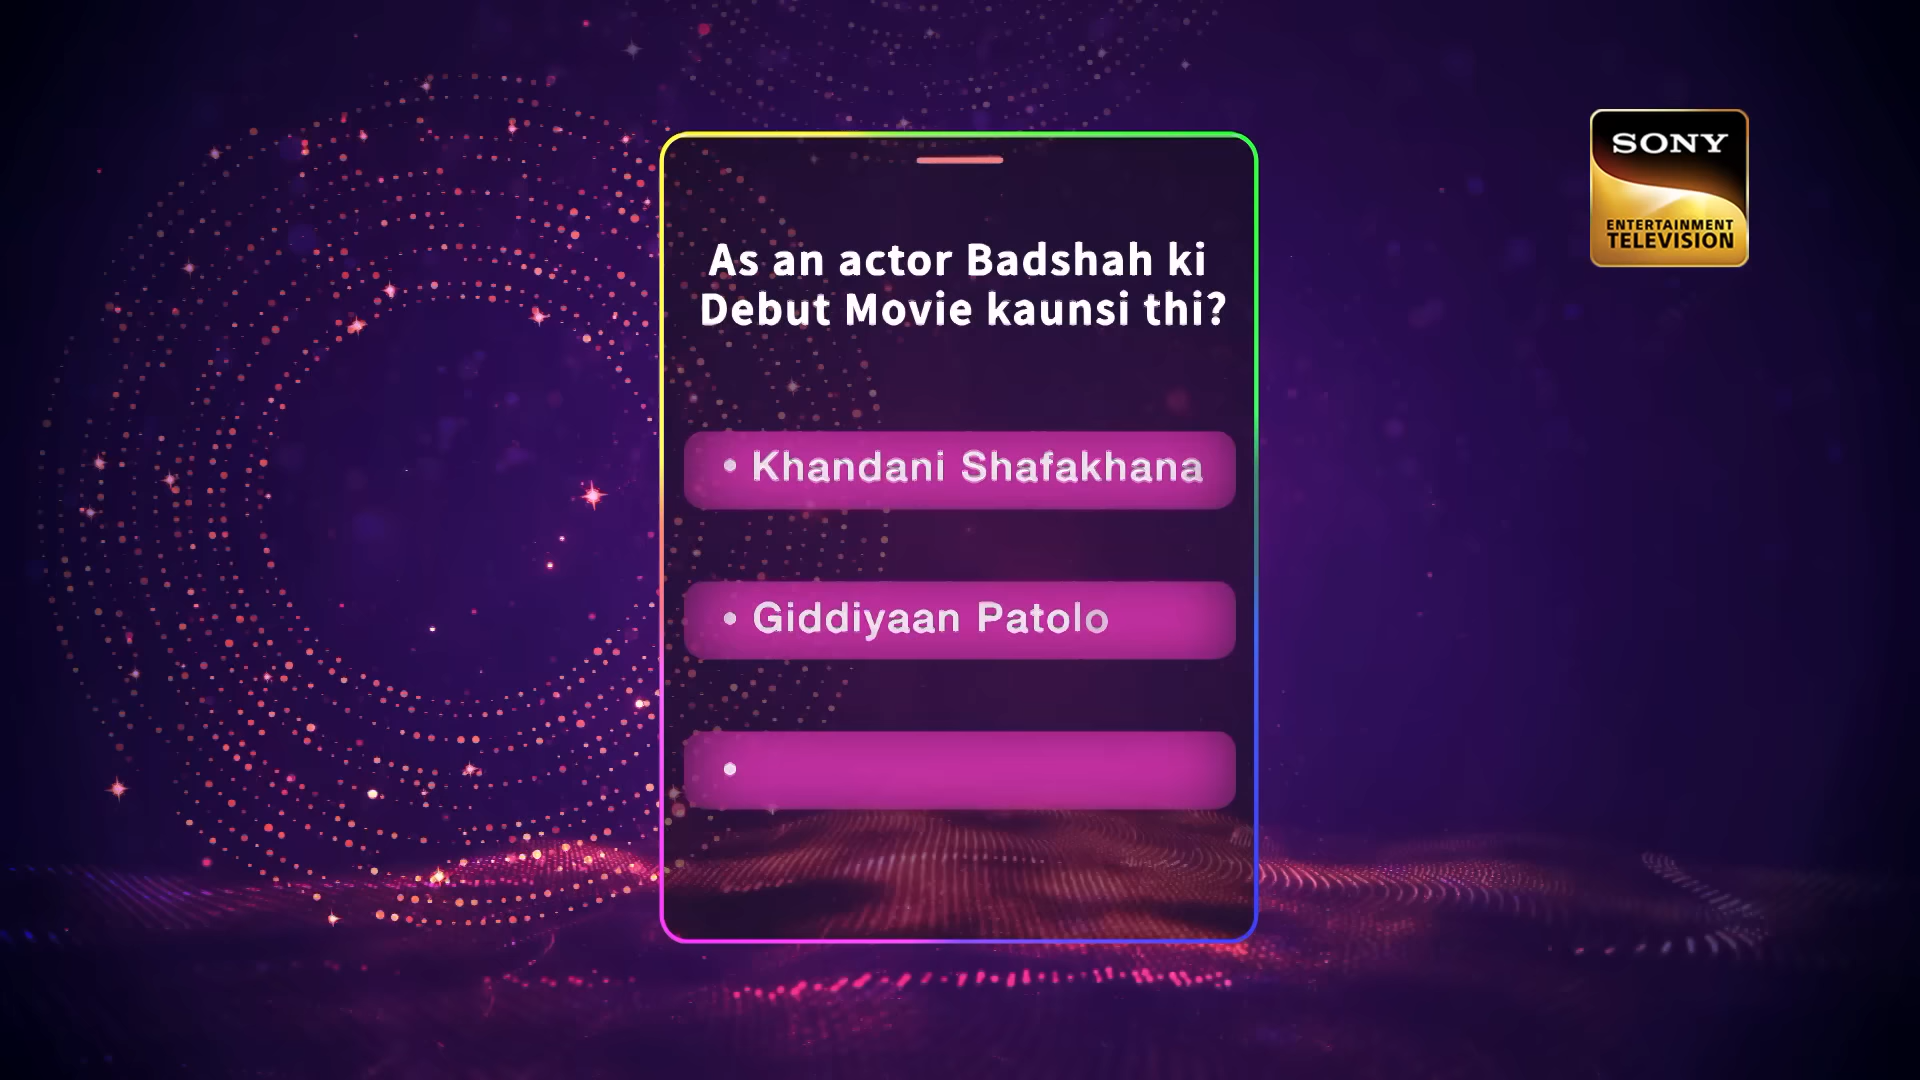 SONY
ENTERTAINMENT
TELEVISION
As an actor Badshah ki
Debut Movie kaunsi thi?
• Khandani Shafakhana
• Giddiyaan Patolo
•